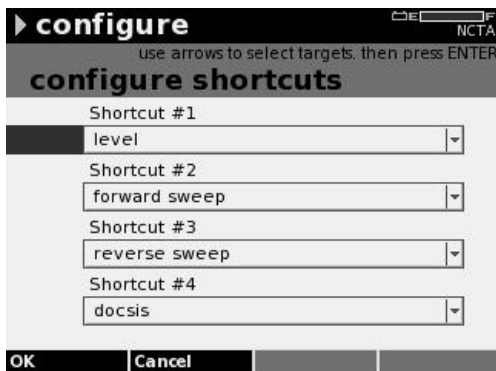 configure
E F
NCTA
use arrows to select targets. then press ENTER
configure shortcuts
Shortcut #1
level
Shortcut #2
forward sweep
Shortcut #3
reverse sweep
Shortcut #4
docsis
OK Cancel